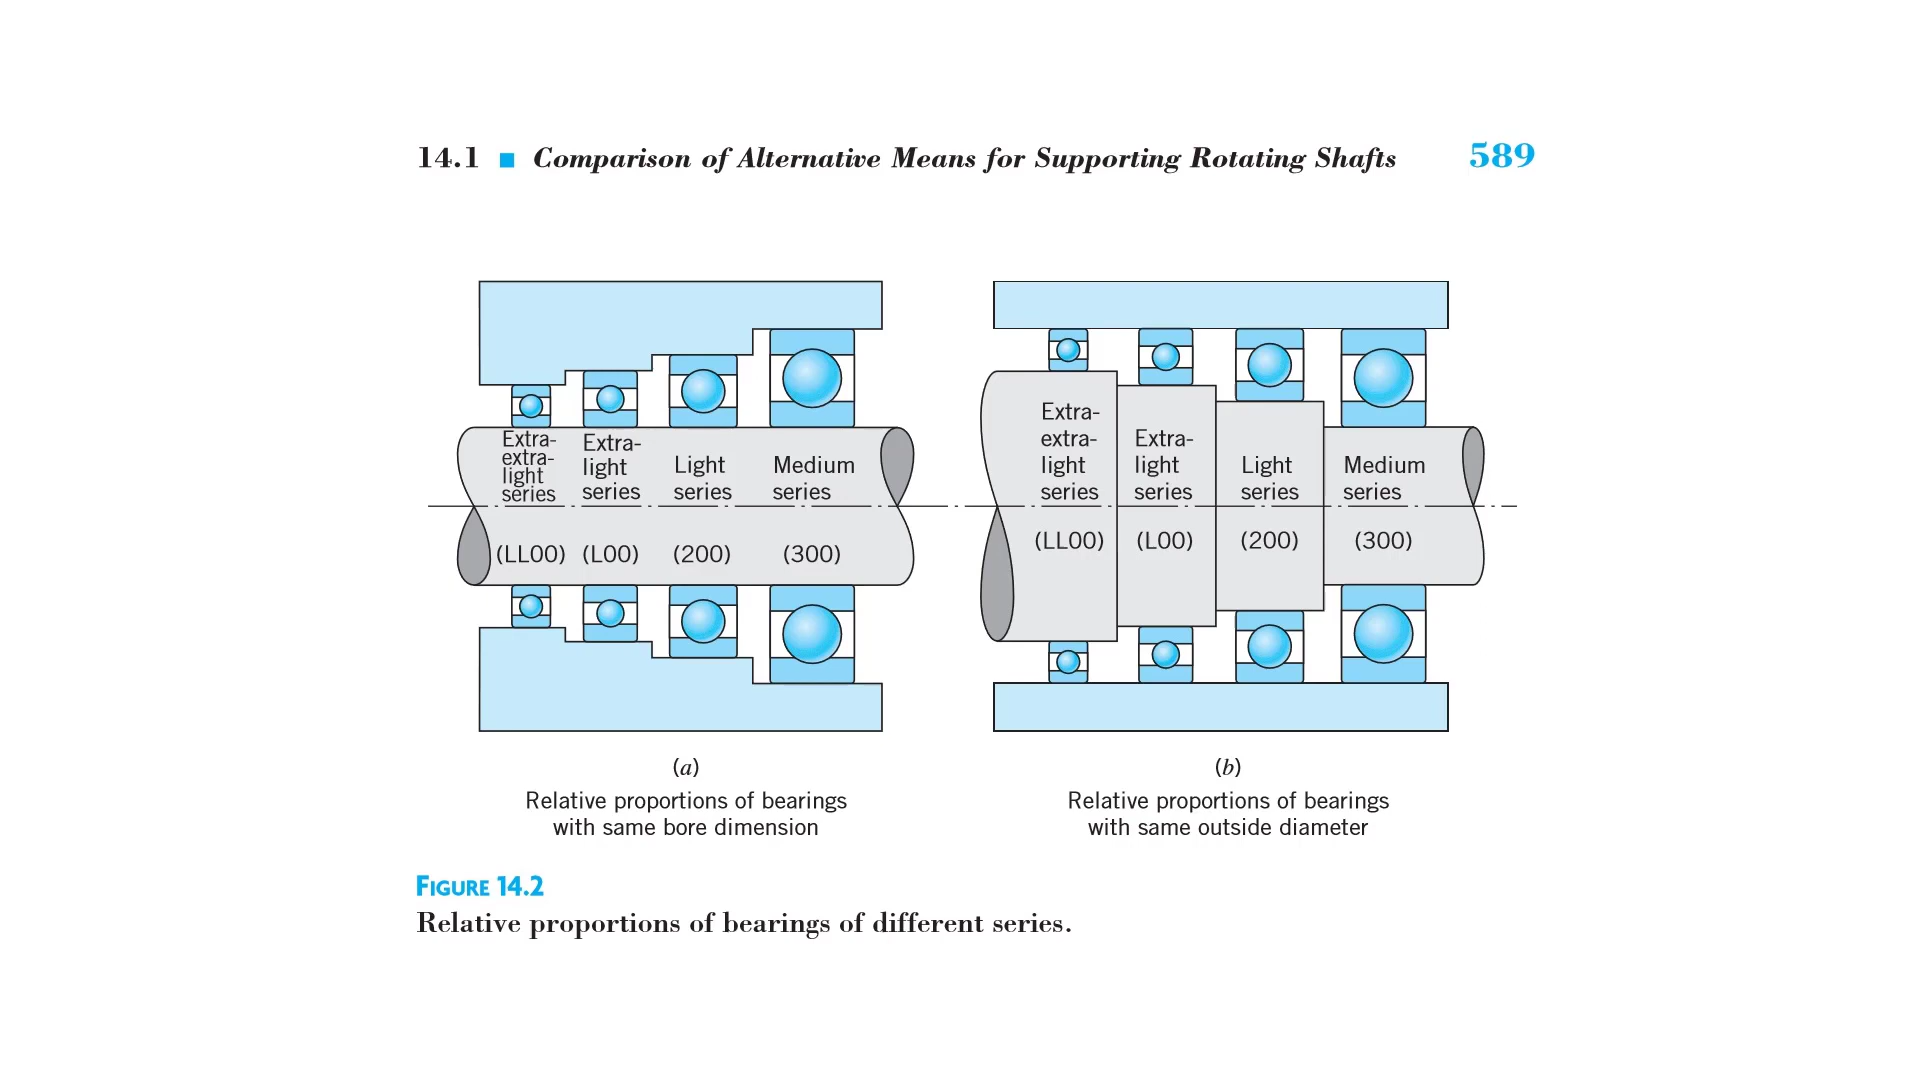 14.1 ■ Comparison of Alternative Means for Supporting Rotating Shafts 589
Extra-
extra-
light
series
(LL00)
Extra-
light
series
(L00)
Light
series
(200)
Medium
series
(300)
Extra-
extra-
light
series
(LL00)
Extra-
light
series
(L00)
Light
series
(200)
Medium
series
(300)
(a)
Relative proportions of bearings
with same bore dimension
(b)
Relative proportions of bearings
with same outside diameter
FIGURE 14.2
Relative proportions of bearings of different series.